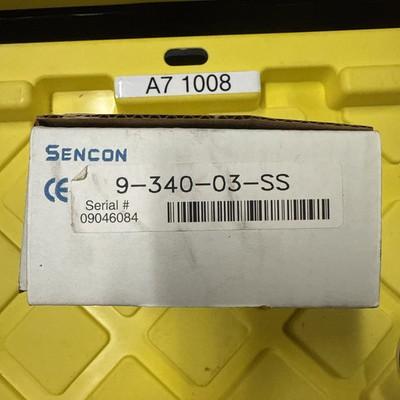 A7 1008
SENCON
CE 9-340-03-SS
Serial #
09046084